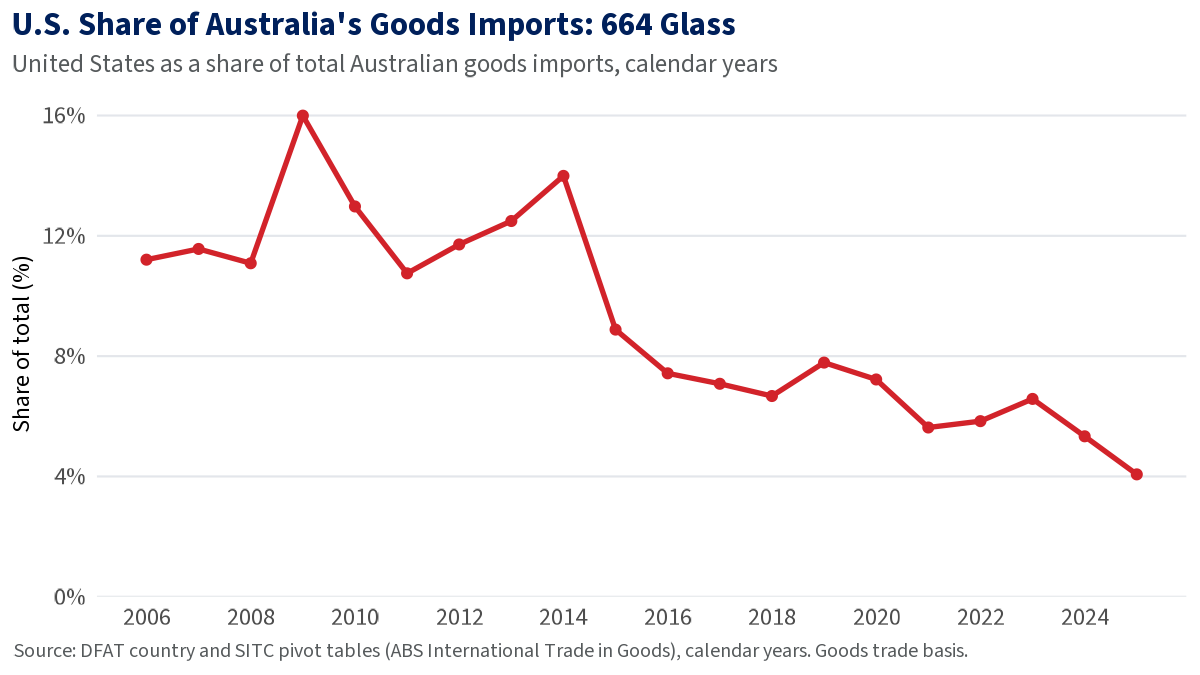 U.S. Share of Australia's Goods Imports: 664 Glass
United States as a share of total Australian goods imports, calendar years
Share of total (%)
16%
12%
8%
4%
0%
2006 2008 2010 2012 2014 2016 2018 2020 2022 2024
Source: DFAT country and SITC pivot tables (ABS International Trade in Goods), calendar years. Goods trade basis.